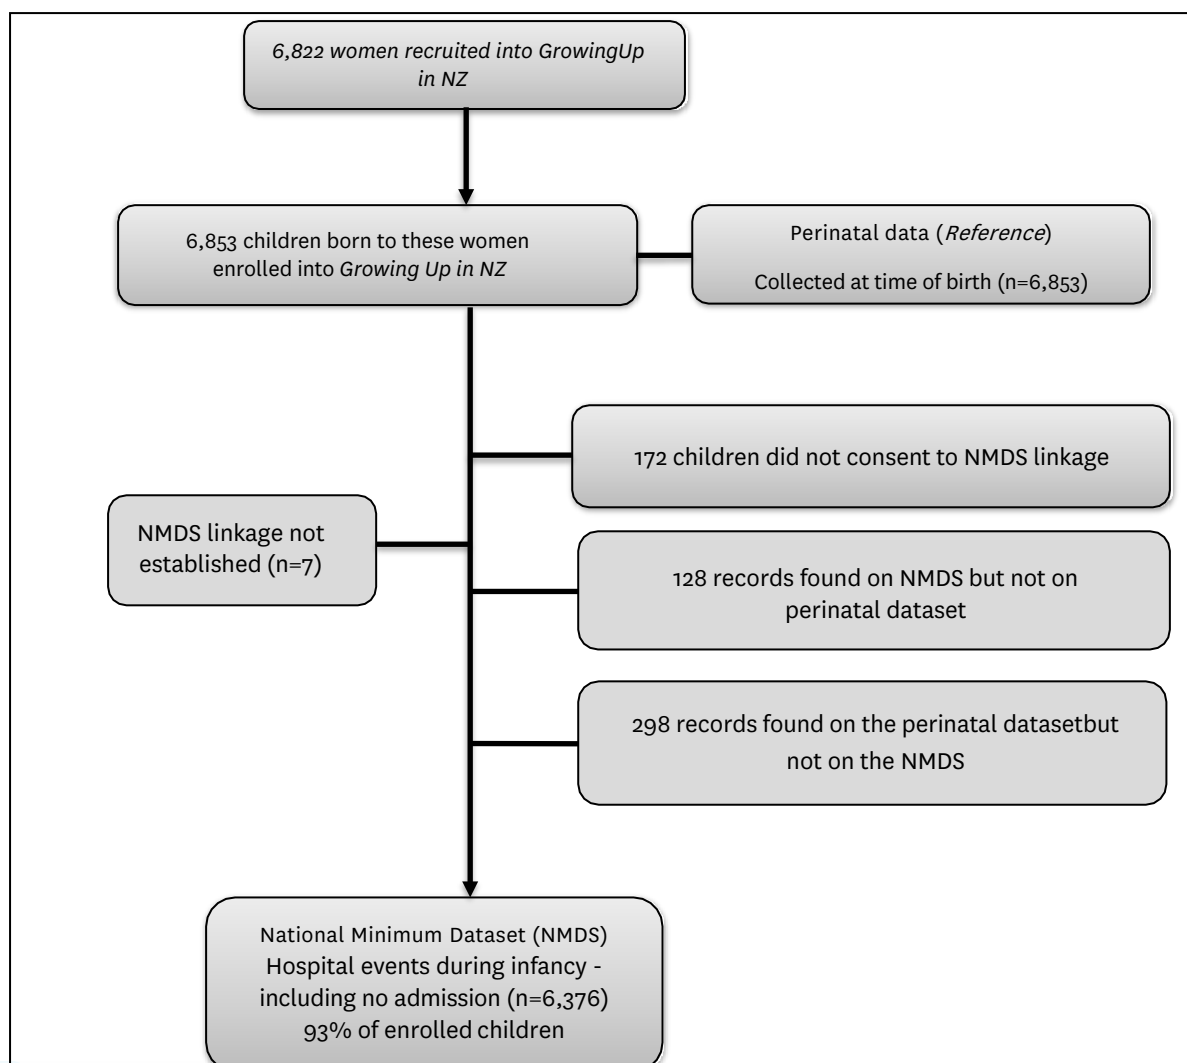 6,822 women recruited into GrowingUp
in NZ
6,853 children born to these women
enrolled into Growing Up in NZ
Perinatal data (Reference)
Collected at time of birth (n=6,853)
172 children did not consent to NMDS linkage
NMDS linkage not
established (n=7)
128 records found on NMDS but not on
perinatal dataset
298 records found on the perinatal datasetbut
not on the NMDS
National Minimum Dataset (NMDS)
Hospital events during infancy -
including no admission (n=6,376)
93% of enrolled children